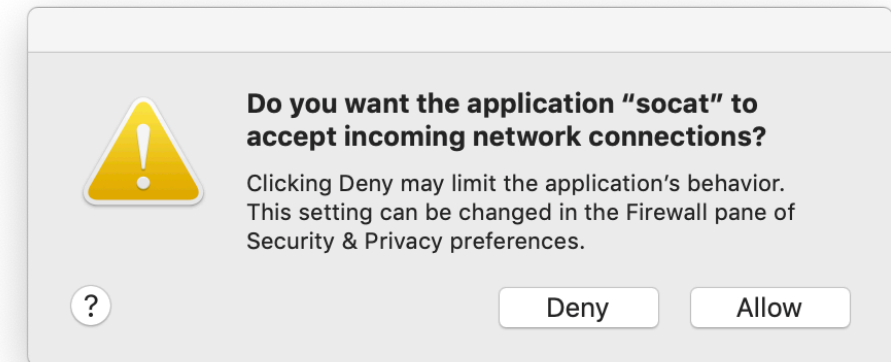 Do you want the application “socat” to
accept incoming network connections?
Clicking Deny may limit the application’s behavior.
This setting can be changed in the Firewall pane of
Security & Privacy preferences.
?
Deny
Allow